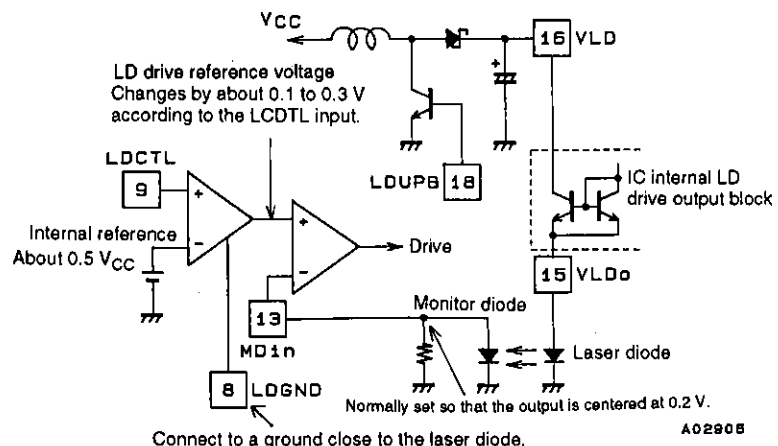 VCC
16 VLD
LD drive reference voltage
Changes by about 0.1 to 0.3 V
according to the LCDTL input.
LDCTL
9
LDUPB 18
IC internal LD
drive output block
+
+
+
Internal reference
About 0.5 VCC
−
−
Drive
15 VLDo
13
MDin
Monitor diode
Laser diode
8 LDGND
Normally set so that the output is centered at 0.2 V.
Connect to a ground close to the laser diode.
A02905